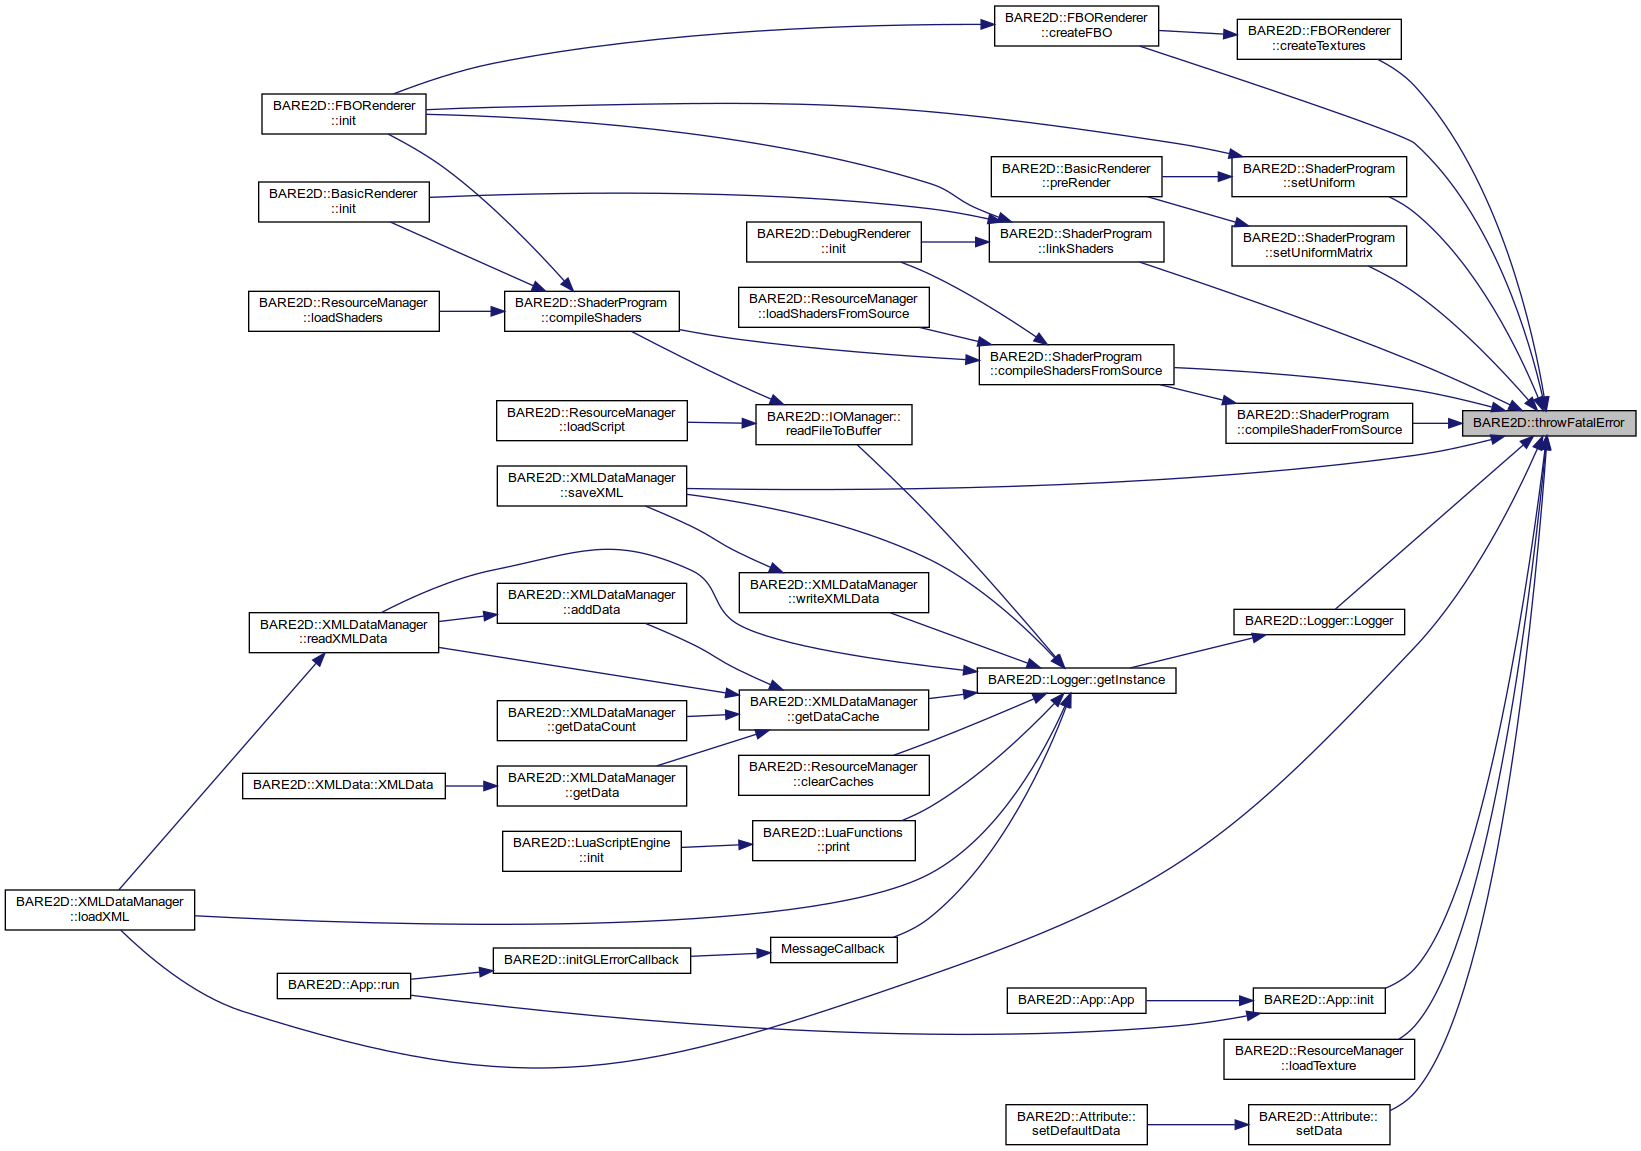 BARE2D::FBORenderer
::createFBO
BARE2D::FBORenderer
::createTextures
BARE2D::FBORenderer
::init
BARE2D::BasicRenderer
::preRender
BARE2D::ShaderProgram
::setUniform
BARE2D::BasicRenderer
::init
BARE2D::DebugRenderer
::init
BARE2D::ShaderProgram
::linkShaders
BARE2D::ShaderProgram
::setUniformMatrix
BARE2D::ResourceManager
::loadShaders
BARE2D::ShaderProgram
::compileShaders
BARE2D::ResourceManager
::loadShadersFromSource
BARE2D::ShaderProgram
::compileShadersFromSource
BARE2D::ResourceManager
::loadScript
BARE2D::IOManager::
readFileToBuffer
BARE2D::ShaderProgram
::compileShaderFromSource
BARE2D::throwFatalError
BARE2D::XMLDataManager
::saveXML
BARE2D::XMLDataManager
::writeXMLData
BARE2D::XMLDataManager
::addData
BARE2D::XMLDataManager
::readXMLData
BARE2D::Logger::Logger
BARE2D::Logger::getInstance
BARE2D::XMLDataManager
::getDataCache
BARE2D::XMLDataManager
::getDataCount
BARE2D::XMLData::XMLData
BARE2D::XMLDataManager
::getData
BARE2D::ResourceManager
::clearCaches
BARE2D::LuaScriptEngine
::init
BARE2D::LuaFunctions
::print
BARE2D::XMLDataManager
::loadXML
BARE2D::App::run
BARE2D::initGLErrorCallback
MessageCallback
BARE2D::App::App
BARE2D::App::init
BARE2D::ResourceManager
::loadTexture
BARE2D::Attribute::
setDefaultData
BARE2D::Attribute::
setData